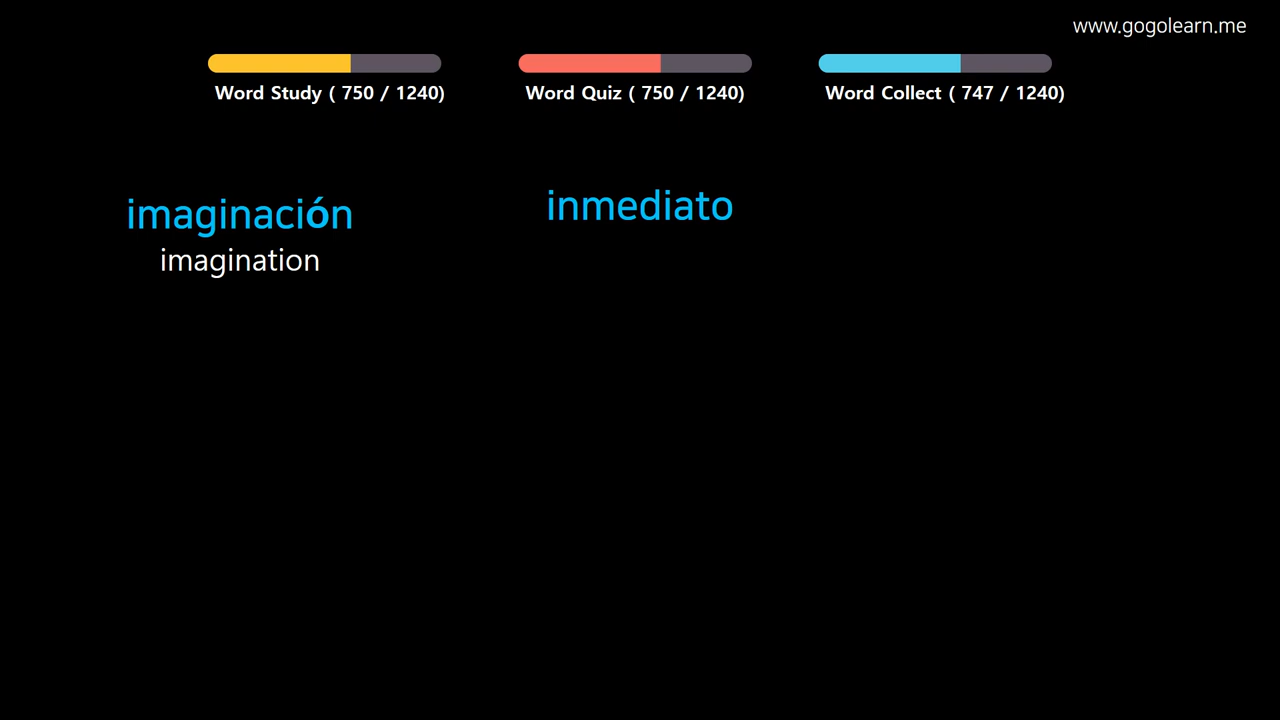 www.gogolearn.me
Word Study ( 750 / 1240)
Word Quiz ( 750 / 1240)
Word Collect ( 747 / 1240)
imaginación
imagination
inmediato